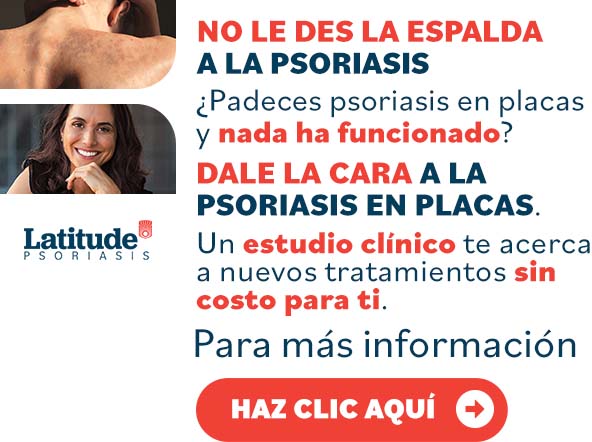 NO LE DES LA ESPALDA
A LA PSORIASIS
¿Padeces psoriasis en placas
y nada ha funcionado?
DALE LA CARA A LA
PSORIASIS EN PLACAS.
Un estudio clínico te acerca
a nuevos tratamientos sin
costo para ti.
Para más información
HAZ CLIC AQUÍ
Latitude
PSORIASIS